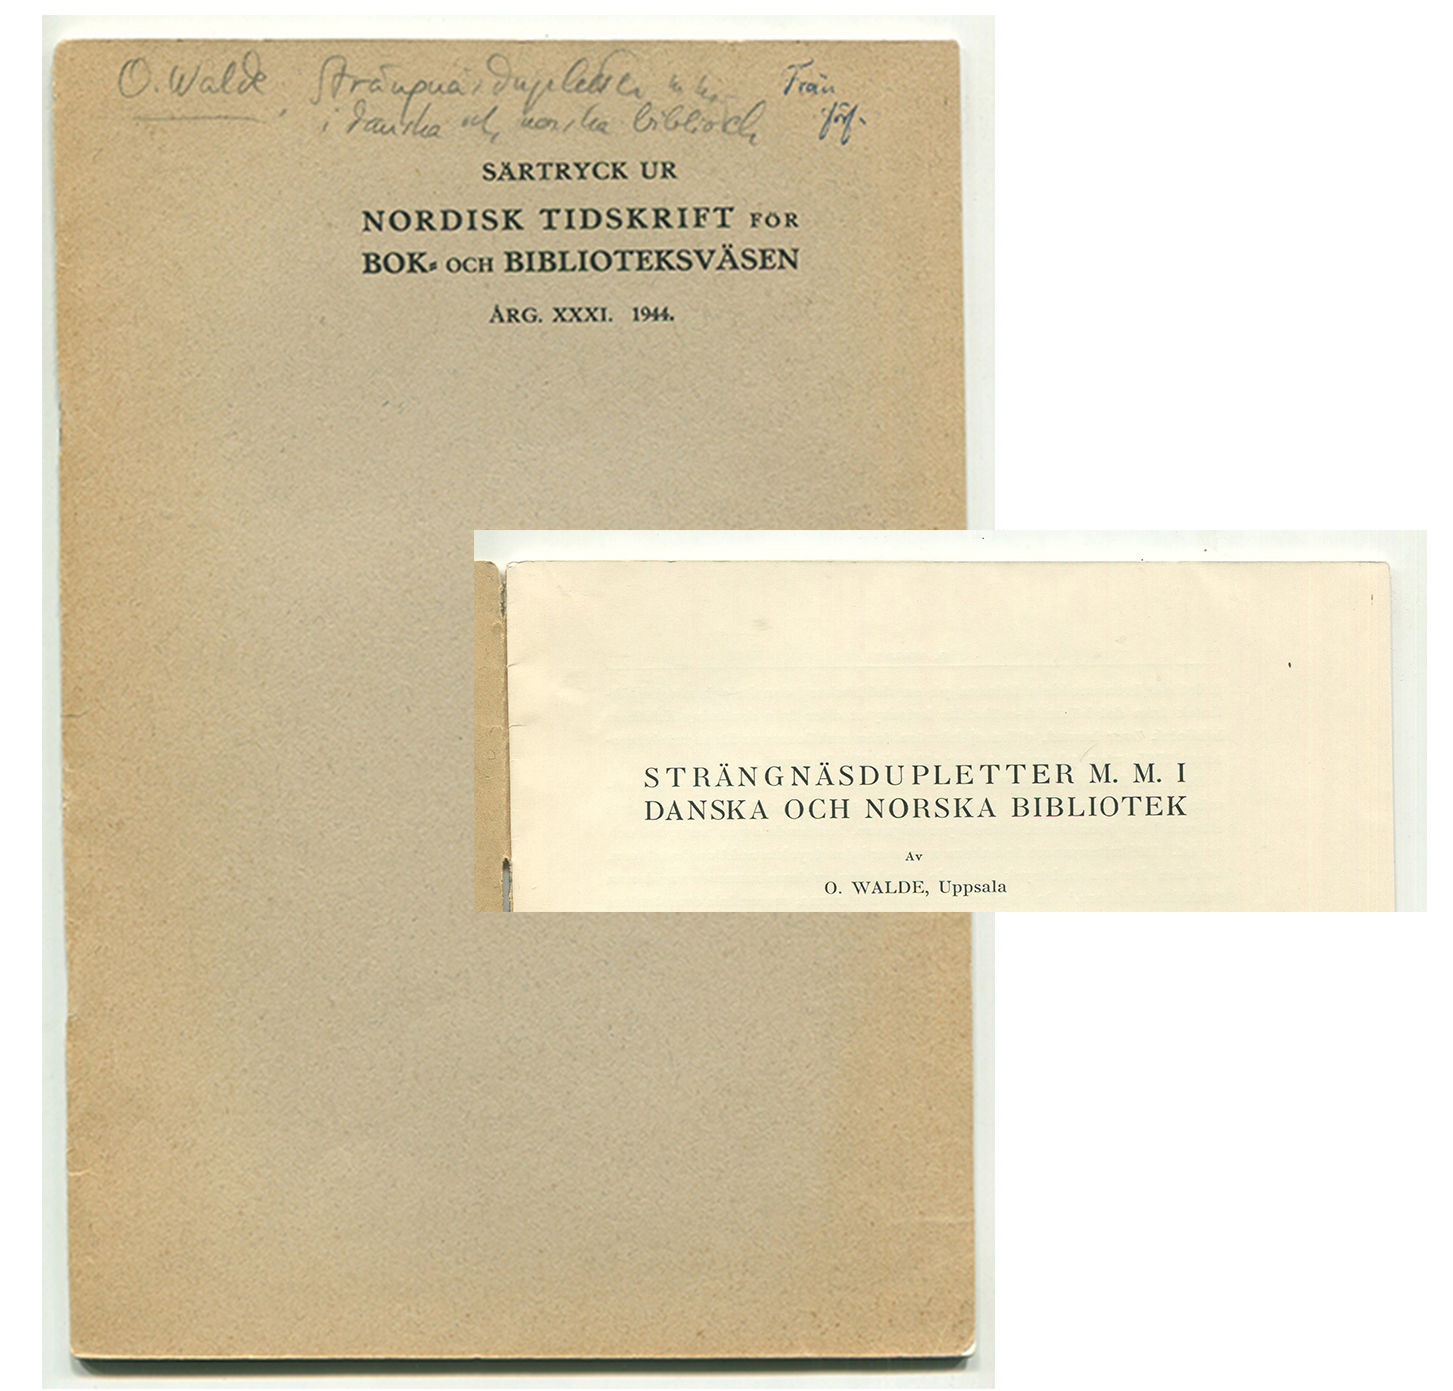 O. Walde, Strängnäsdupletter m. m. Från
i danska och norska bibliotek förf.
SÄRTRYCK UR
NORDISK TIDSKRIFT FÖR
BOK- OCH BIBLIOTEKSVÄSEN
ÅRG. XXXI. 1944.
STRÄNGNÄSDUPLETTER M. M. I
DANSKA OCH NORSKA BIBLIOTEK
Av
O. WALDE, Uppsala